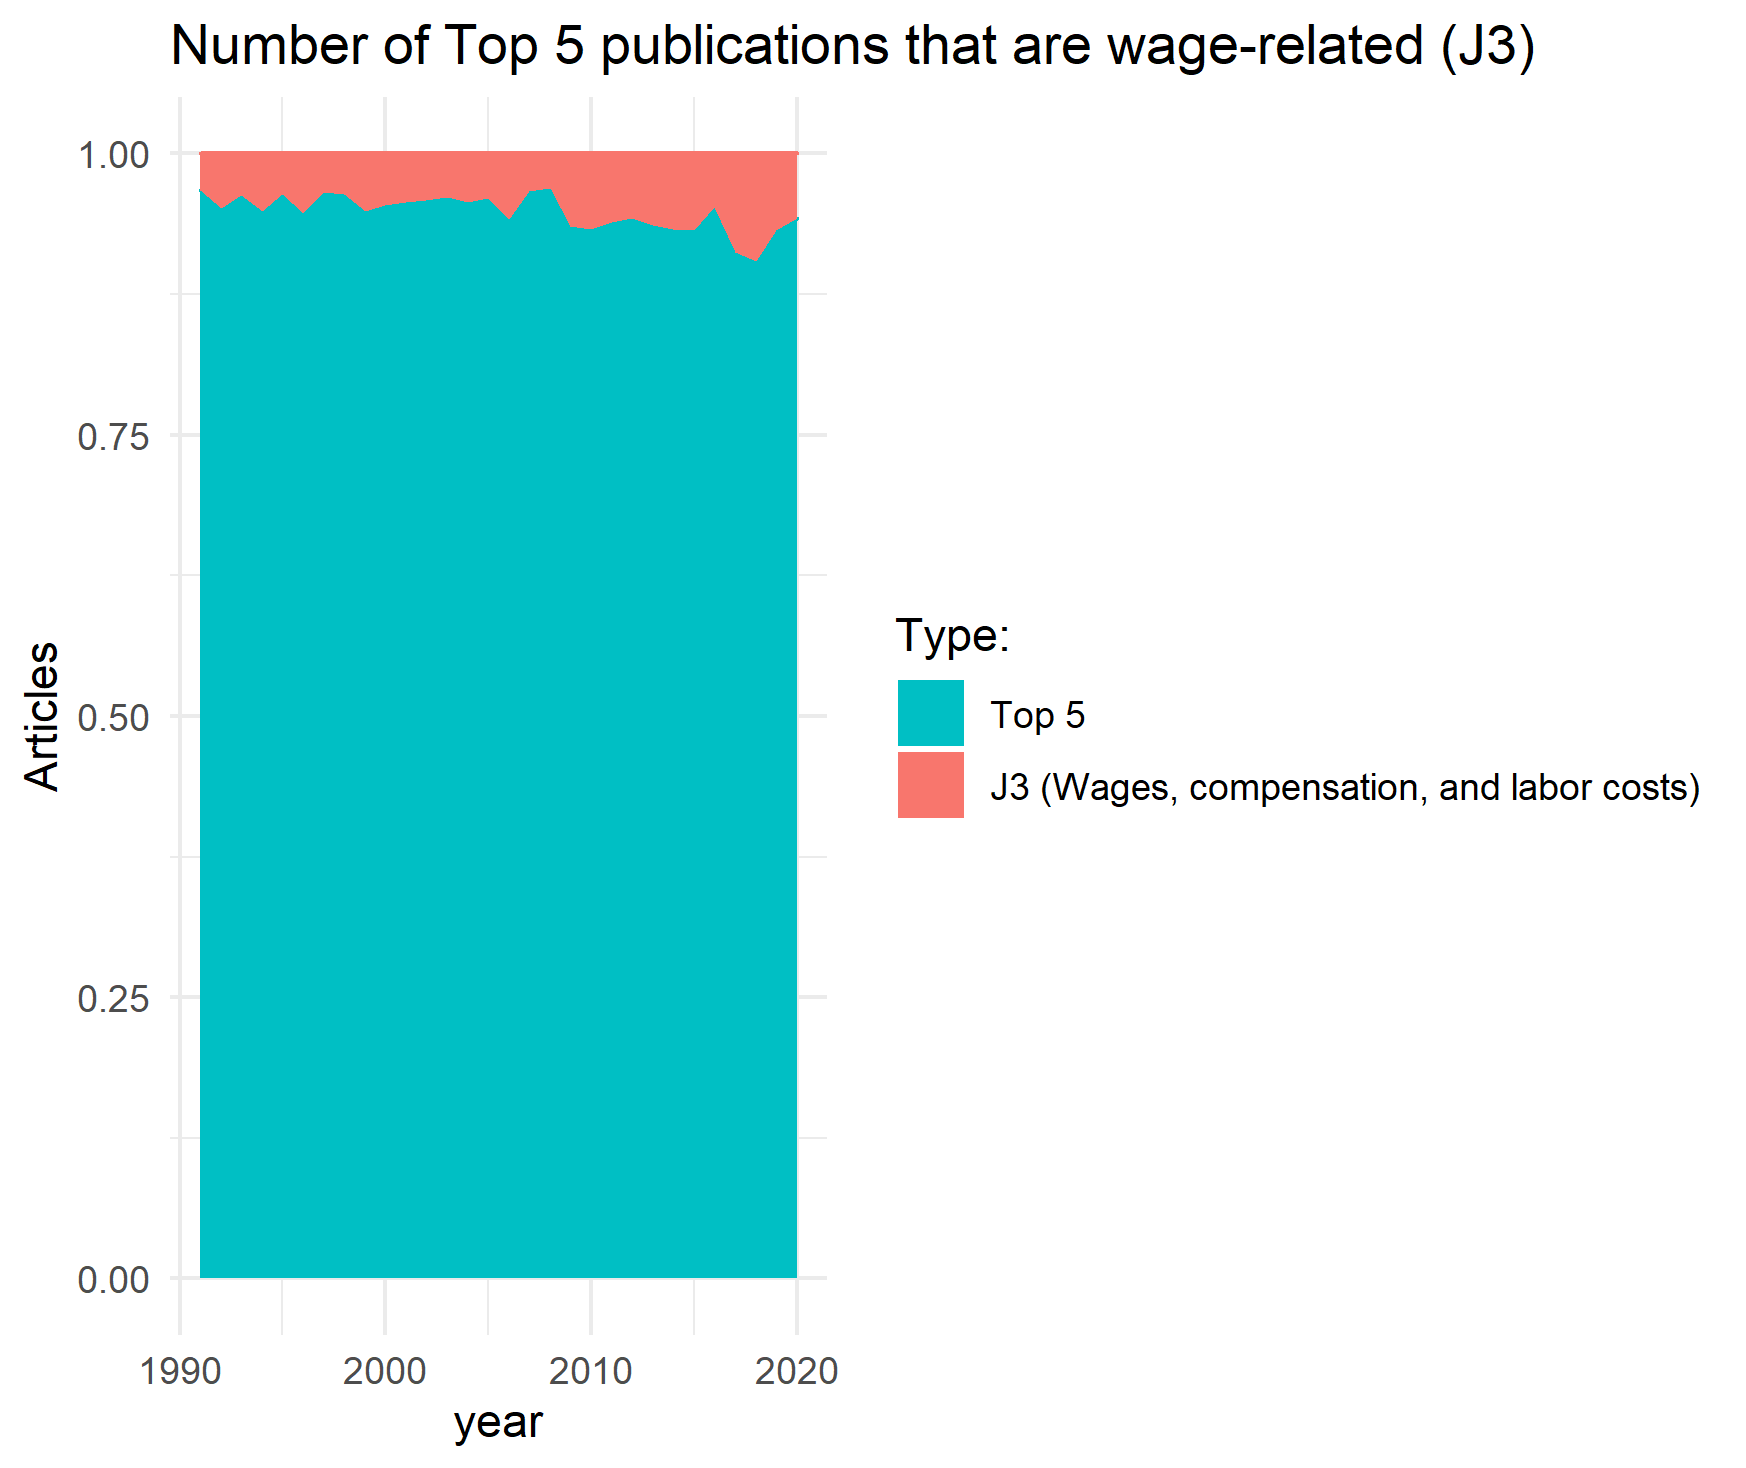 Number of Top 5 publications that are wage-related (J3)
1.00
0.75
0.50
0.25
0.00
Articles
1990 2000 2010 2020
year
Type:
Top 5
J3 (Wages, compensation, and labor costs)